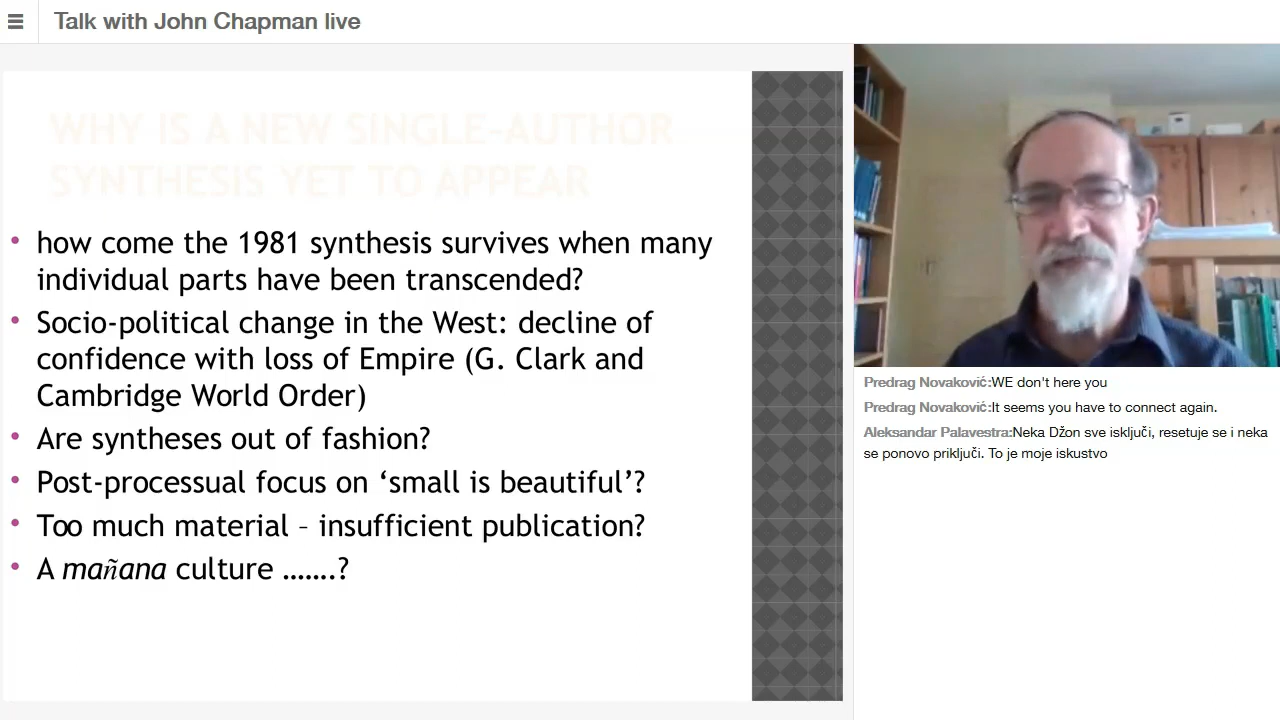 Talk with John Chapman live
WHY IS A NEW SINGLE-AUTHOR
SYNTHESIS YET TO APPEAR
• how come the 1981 synthesis survives when many
individual parts have been transcended?
• Socio-political change in the West: decline of
confidence with loss of Empire (G. Clark and
Cambridge World Order)
• Are syntheses out of fashion?
• Post-processual focus on ‘small is beautiful’?
• Too much material – insufficient publication?
• A mañana culture …….?
Predrag Novaković:WE don't here you
Predrag Novaković:It seems you have to connect again.
Aleksandar Palavestra:Neka Džon sve isključi, resetuje se i neka
se ponovo priključi. To je moje iskustvo